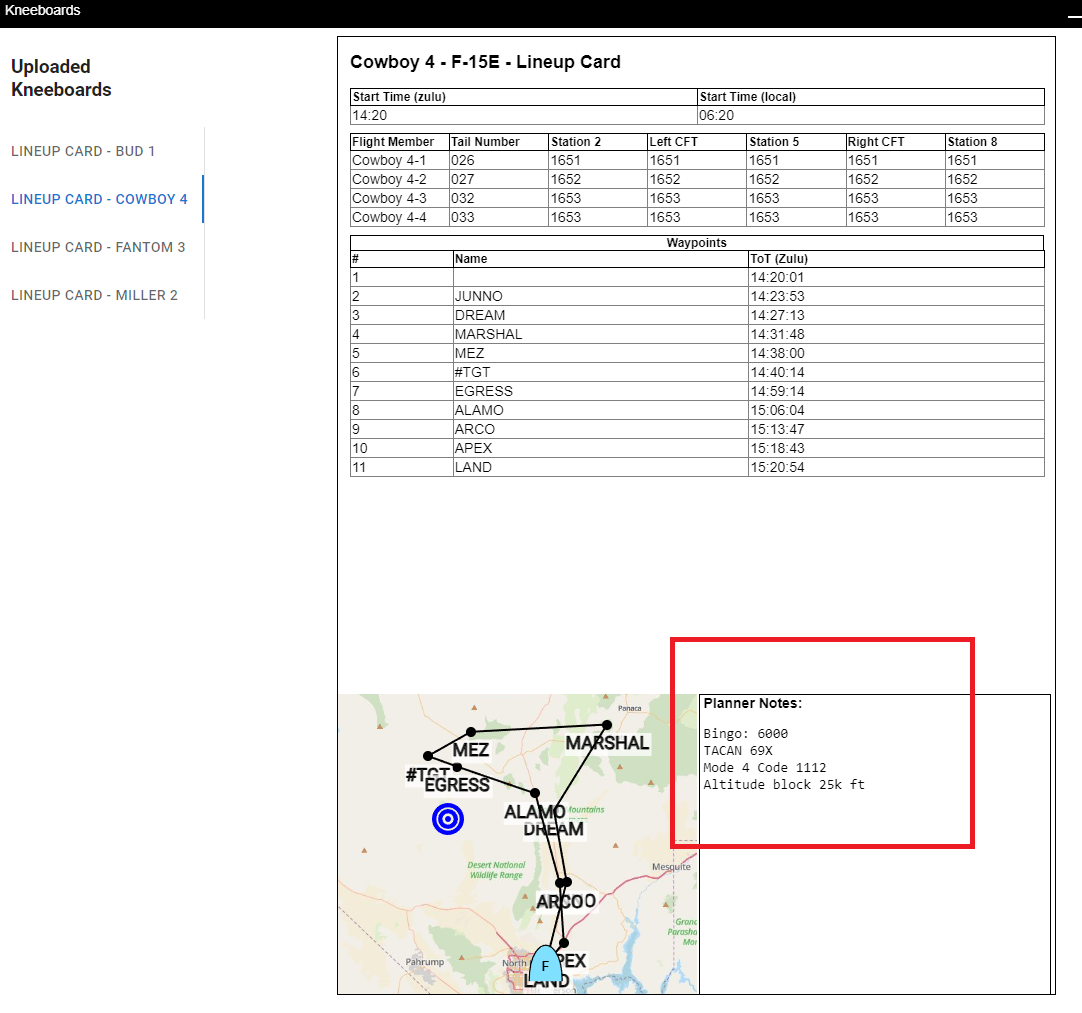 Kneeboards
Uploaded
Kneeboards
LINEUP CARD - BUD 1
LINEUP CARD - COWBOY 4
LINEUP CARD - FANTOM 3
LINEUP CARD - MILLER 2
Cowboy 4 - F-15E - Lineup Card
Start Time (zulu) Start Time (local)
14:20 06:20
Flight Member Tail Number Station 2 Left CFT Station 5 Right CFT Station 8
Cowboy 4-1 026 1651 1651 1651 1651 1651
Cowboy 4-2 027 1652 1652 1652 1652 1652
Cowboy 4-3 032 1653 1653 1653 1653 1653
Cowboy 4-4 033 1653 1653 1653 1653 1653
Waypoints
# Name ToT (Zulu)
1 14:20:01
2 JUNNO 14:23:53
3 DREAM 14:27:13
4 MARSHAL 14:31:48
5 MEZ 14:38:00
6 #TGT 14:40:14
7 EGRESS 14:59:14
8 ALAMO 15:06:04
9 ARCO 15:13:47
10 APEX 15:18:43
11 LAND 15:20:54
Panaca
MARSHAL
MEZ
#TGT
EGRESS
ALAMO
DREAM
Desert National
Wildlife Range
Mesquite
ARCO
Pahrump
North
F
LAND
Planner Notes:
Bingo: 6000
TACAN 69X
Mode 4 Code 1112
Altitude block 25k ft